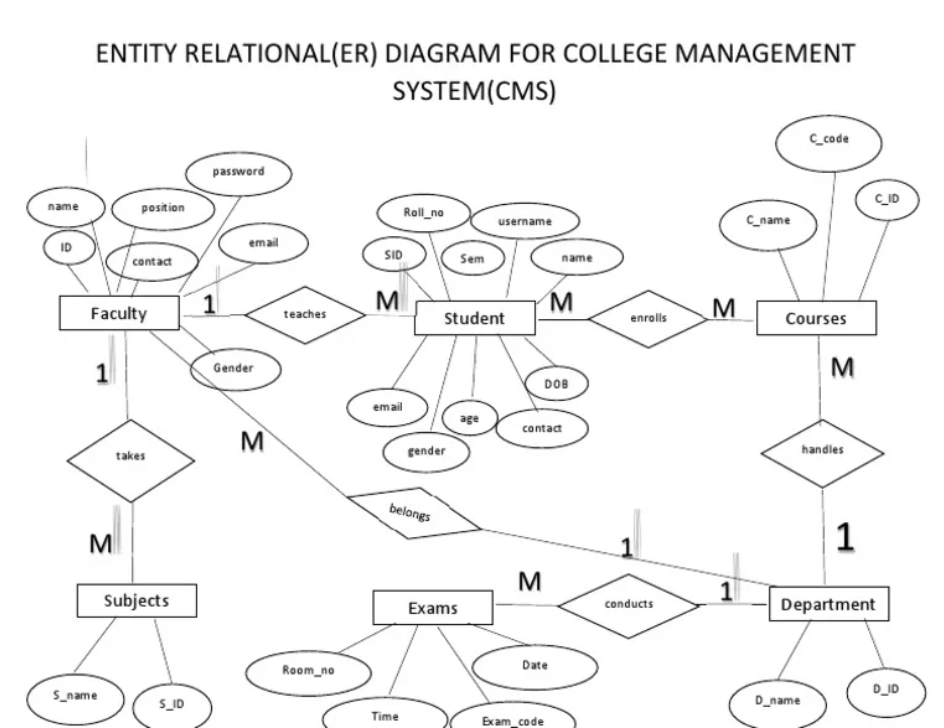 ENTITY RELATIONAL(ER) DIAGRAM FOR COLLEGE MANAGEMENT
SYSTEM(CMS)
C_code
password
name
position
Roll_no
username
C_name
C_ID
ID
contact
email
SID
Sem
name
Faculty
1
teaches
M
Student
M
enrolls
M
Courses
1
Gender
M
email
age
DOB
gender
contact
M
takes
handles
belongs
M
1
1
Subjects
Exams
M
conducts
1
Department
S_name
S_ID
Room_no
Date
Time
Exam_code
D_name
D_ID